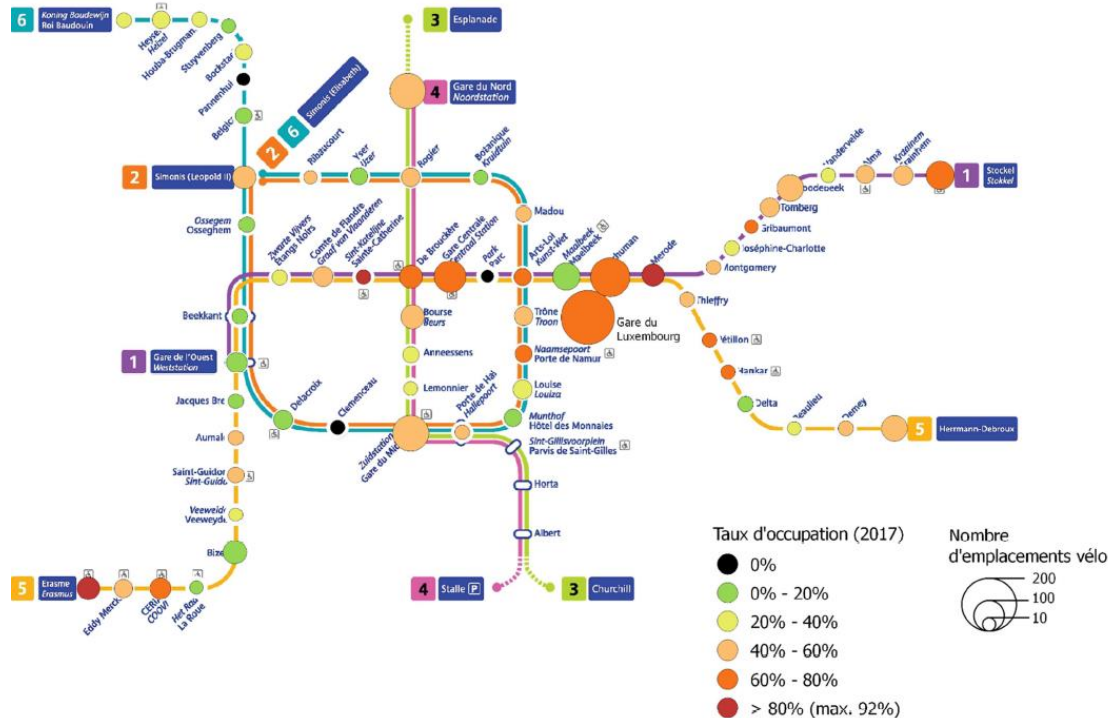 6
Koning Boudewijn
Roi Baudouin
Heysel
Heizel
Houba-Brugman
Stuyvenberg
Bockstael
Pannenhui
Belgica
3
Esplanade
4
Gare du Nord
Noordstation
2
6
Simonis (Elisabeth)
2
Simonis (Leopold II)
Ribaucourt
Yser
IJzer
Rogier
Botanique
Kruidtuin
Ossegem
Osseghem
Zwarte Vijvers
Étangs Noirs
Comte de Flandre
Graaf van Vlaanderen
Sint-Katelijne
Sainte-Catherine
De Brouckère
Gare Centrale
Centraal Station
Park
Parc
Madou
Arts-Loi
Kunst-Wet
Maalbeek
Maelbeek
human
Merode
Montgomery
Joséphine-Charlotte
Gribaumont
Tomberg
oodebeek
Vandervelde
Alma
Kraainem
Crainhem
1
Stockel
Stokkel
Beekkant
Bourse
Beurs
Trône
Troon
Gare du
Luxembourg
Thieffry
1
Gare de l'Ouest
Weststation
Anneessens
Naamsepoort
Porte de Namur
Pétillon
Hankar
Jacques Bre
Lemonnier
Louise
Louiza
Delta
Beaulieu
Demey
5
Herrmann-Debroux
Delacroix
Clemenceau
Porte de Hal
Hallepoort
Munthof
Hôtel des Monnaies
Aumale
Zuidstation
Gare du Midi
Sint-Gillisvoorplein
Parvis de Saint-Gilles
Saint-Guidon
Sint-Guido
Horta
Veeweide
Veeweyde
Albert
Bize
5
Erasme
Erasmus
Eddy Merck
CERIA
COOVI
Het Rad
La Roue
4
Stalle P
3
Churchill
Taux d'occupation (2017)
0%
0% - 20%
20% - 40%
40% - 60%
60% - 80%
> 80% (max. 92%)
Nombre
d'emplacements vélo
200
100
10